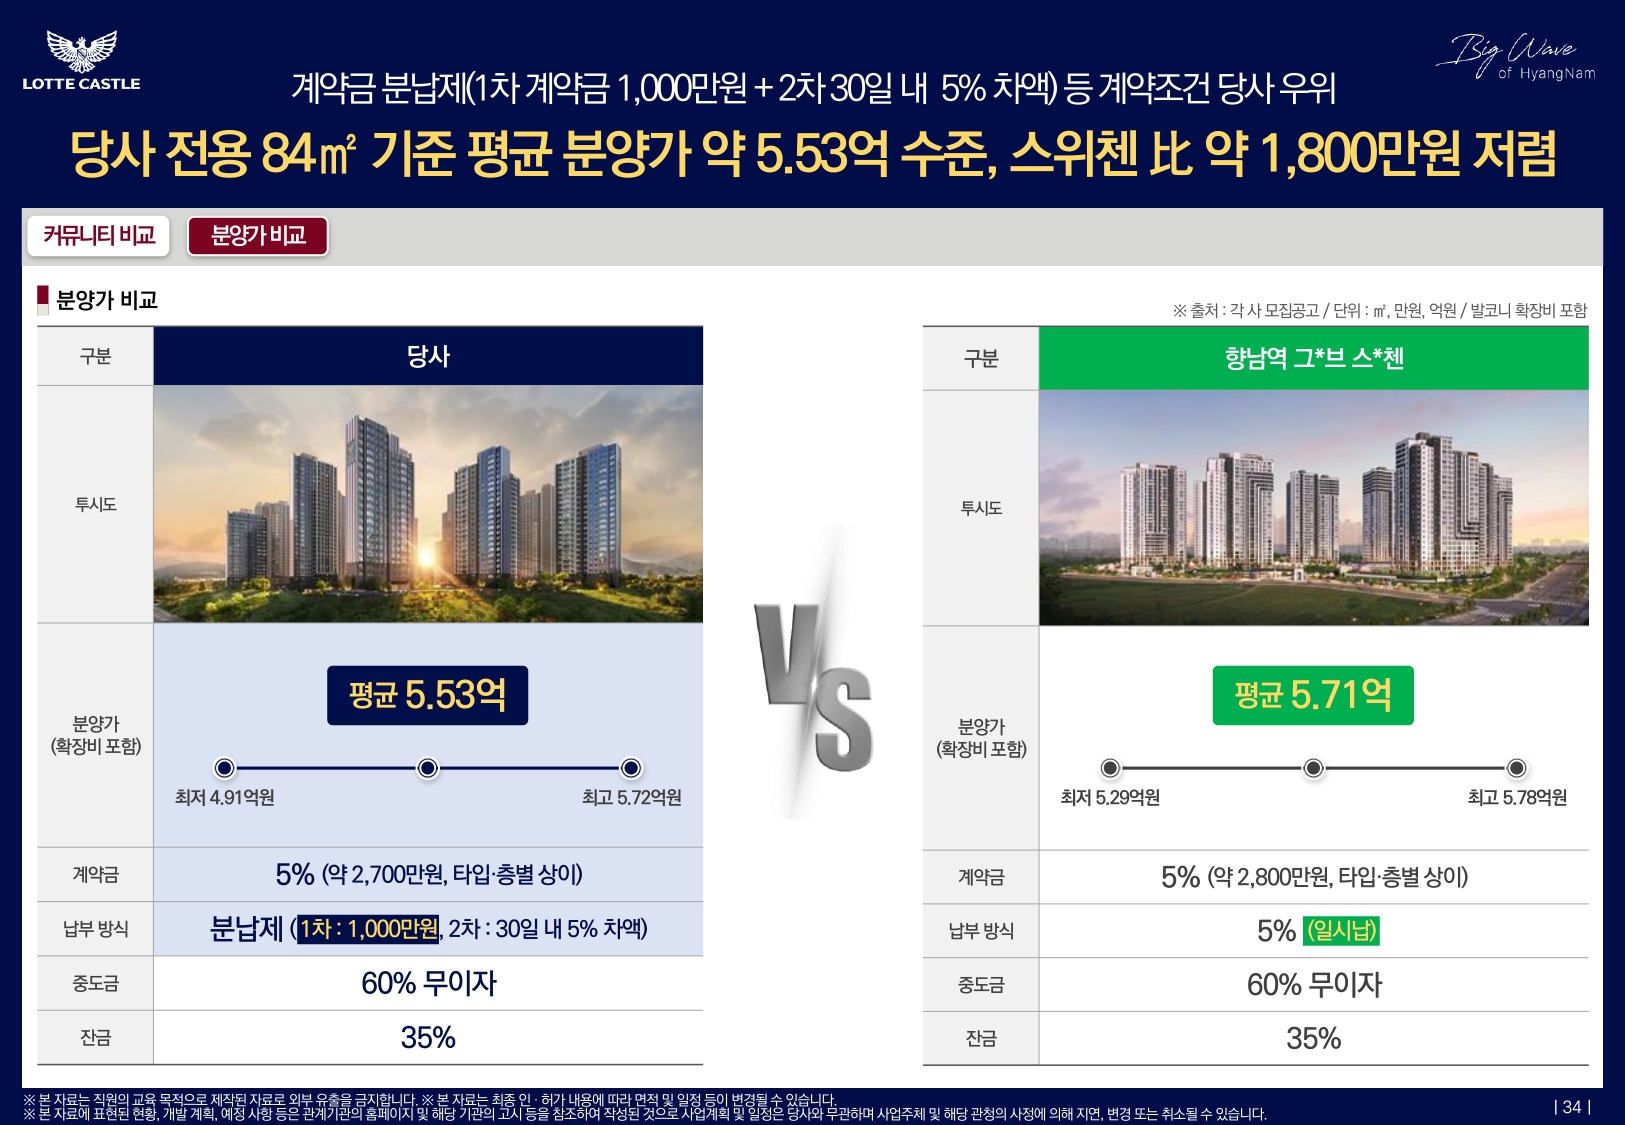 LOTTE CASTLE
Big Wave
of HyangNam
계약금 분납제(1차 계약금 1,000만원 + 2차 30일 내 5% 차액) 등 계약조건 당사 우위
당사 전용 84㎡ 기준 평균 분양가 약 5.53억 수준, 스위첸 比 약 1,800만원 저렴
커뮤니티 비교
분양가 비교
분양가 비교
※ 출처 : 각 사 모집공고 / 단위 : ㎡, 만원, 억원 / 발코니 확장비 포함
구분
당사
투시도
분양가
(확장비 포함)
평균 5.53억
최저 4.91억원
최고 5.72억원
계약금
5% (약 2,700만원, 타입·층별 상이)
납부 방식
분납제 (1차 : 1,000만원, 2차 : 30일 내 5% 차액)
중도금
60% 무이자
잔금
35%
VS
구분
향남역 그*브 스*첸
투시도
분양가
(확장비 포함)
평균 5.71억
최저 5.29억원
최고 5.78억원
계약금
5% (약 2,800만원, 타입·층별 상이)
납부 방식
5% (일시납)
중도금
60% 무이자
잔금
35%
※ 본 자료는 직원의 교육 목적으로 제작된 자료로 외부 유출을 금지합니다. ※ 본 자료는 최종 인ㆍ허가 내용에 따라 면적 및 일정 등이 변경될 수 있습니다.
※ 본 자료에 표현된 현황, 개발 계획, 예정 사항 등은 관계기관의 홈페이지 및 해당 기관의 고시 등을 참조하여 작성된 것으로 사업계획 및 일정은 당사와 무관하며 사업주체 및 해당 관청의 사정에 의해 지연, 변경 또는 취소될 수 있습니다.
| 34 |